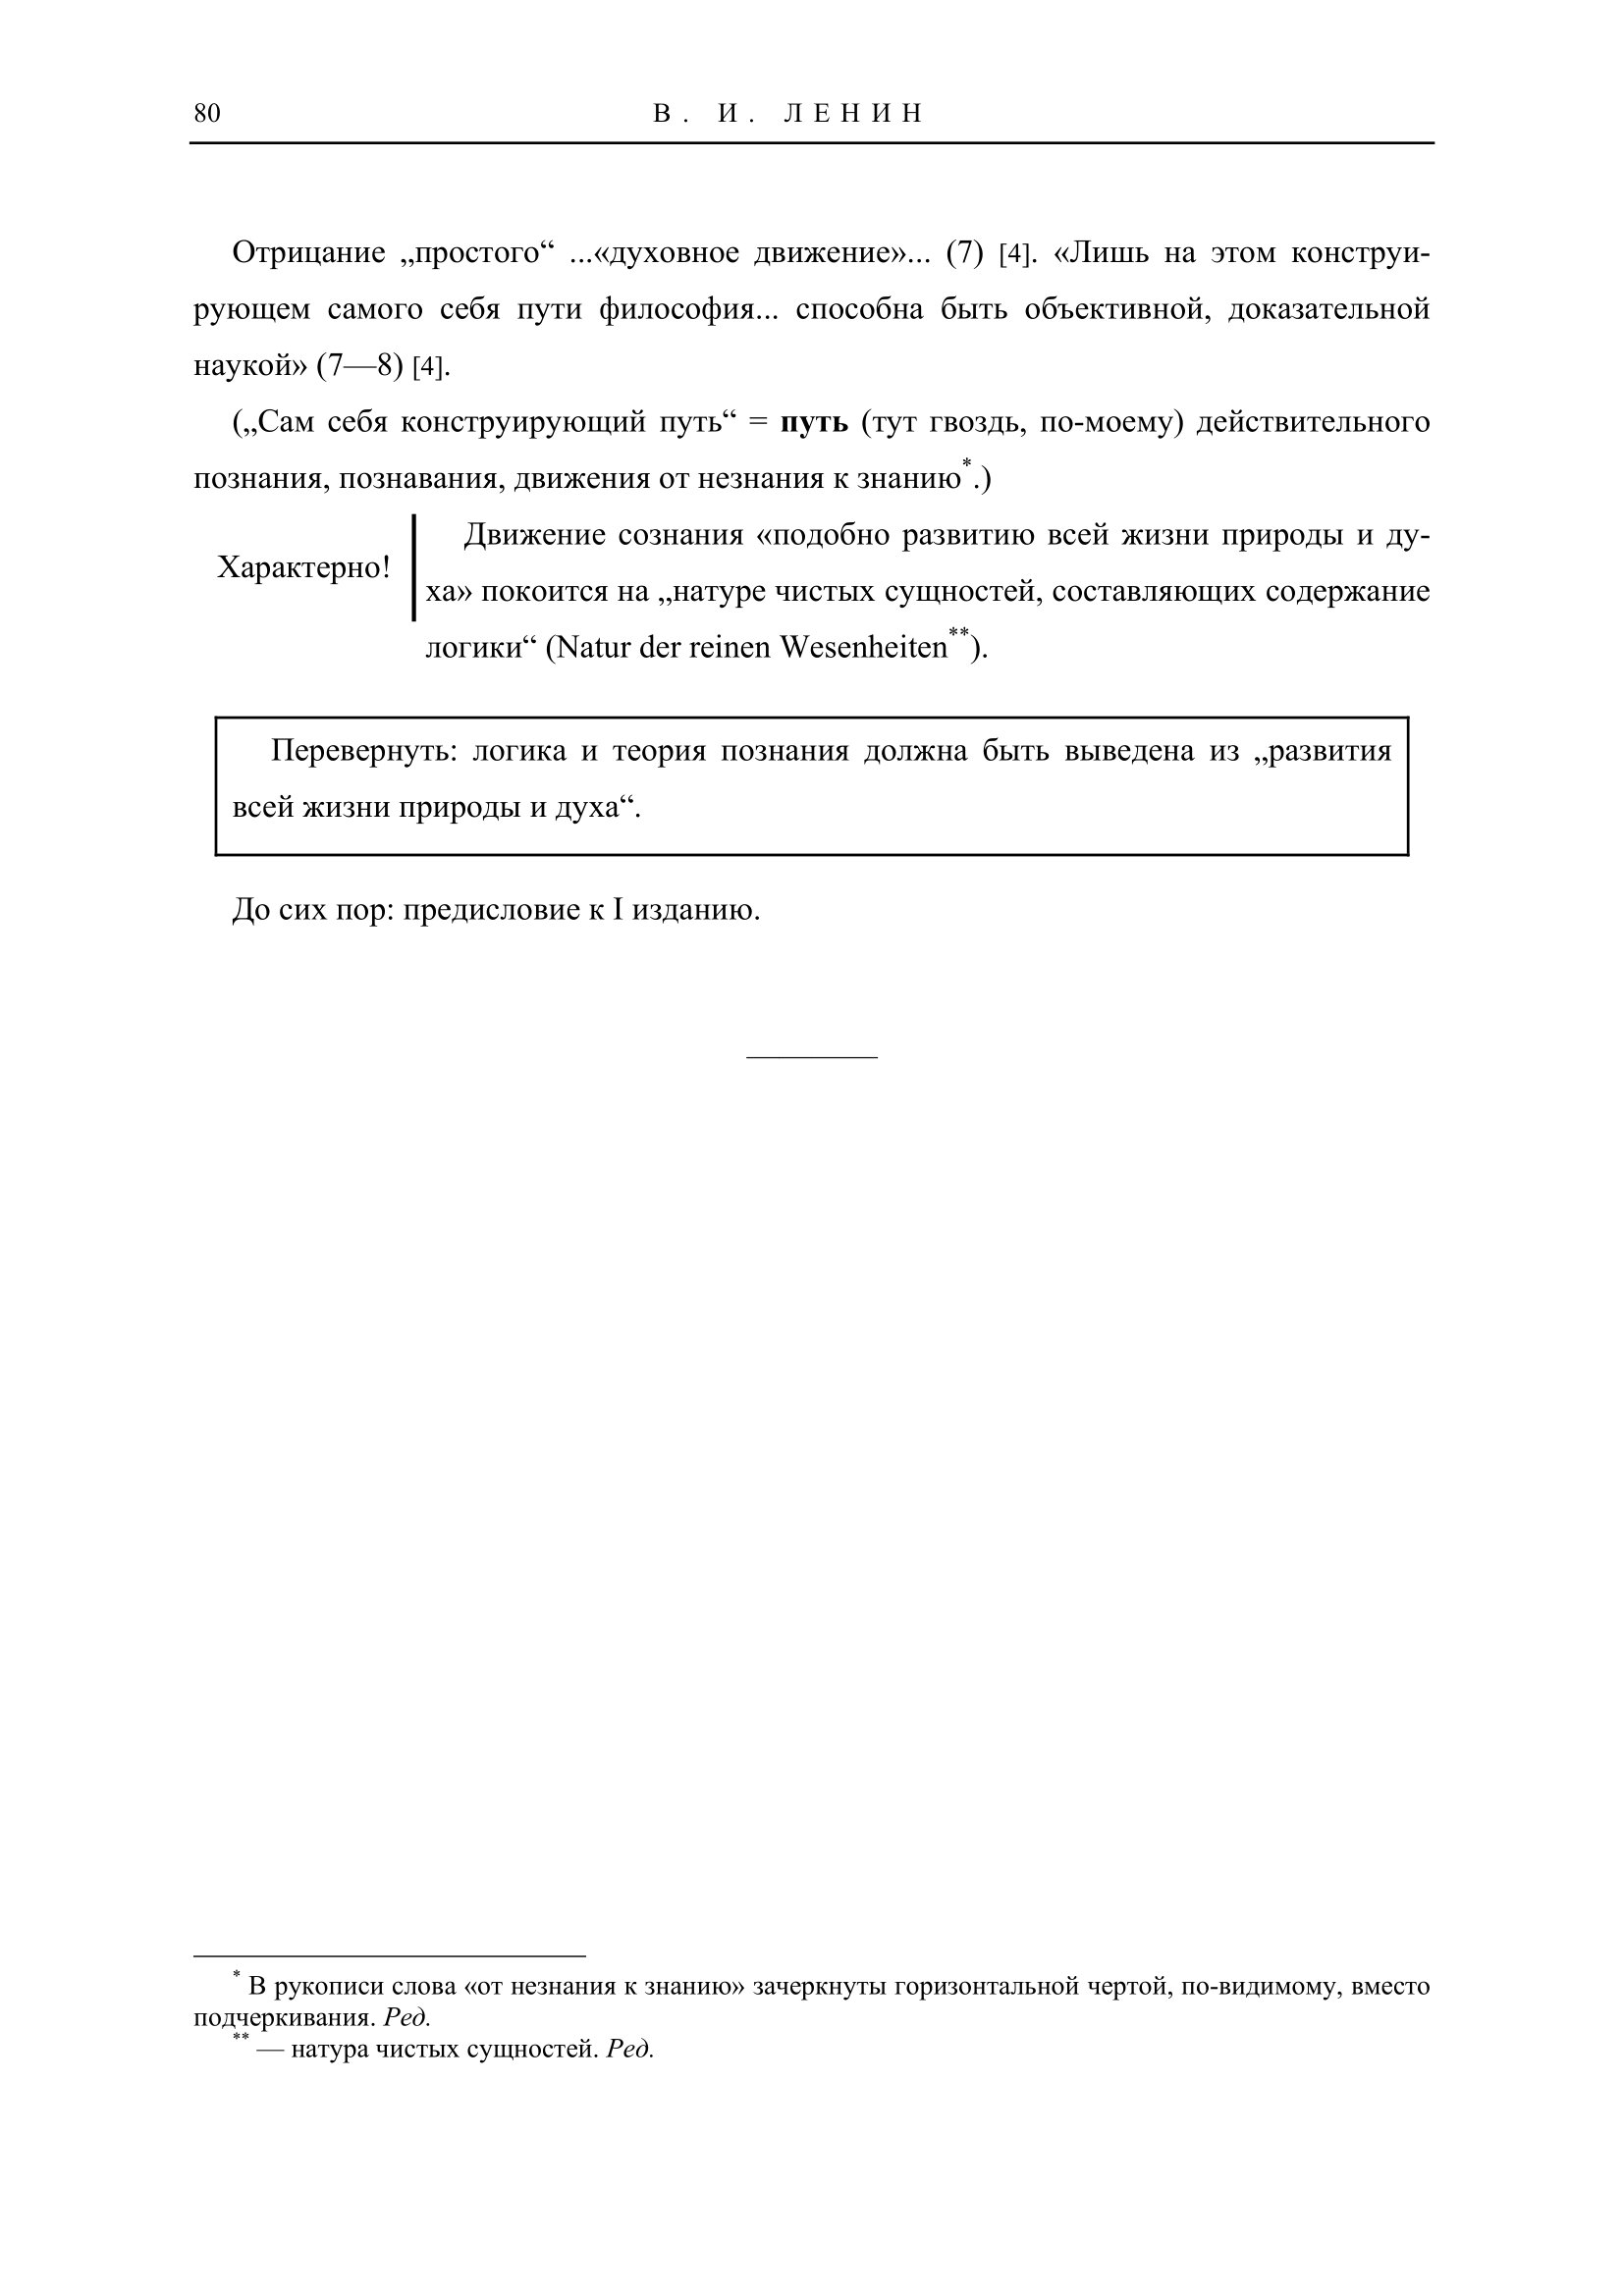 80 В. И. ЛЕНИН
Отрицание „простого“ ...«духовное движение»... (7) [4]. «Лишь на этом конструи-
рующем самого себя пути философия... способна быть объективной, доказательной
наукой» (7—8) [4].
(„Сам себя конструирующий путь“ = путь (тут гвоздь, по-моему) действительного
познания, познавания, движения от незнания к знанию*.)
Характерно!
Движение сознания «подобно развитию всей жизни природы и ду-
ха» покоится на „натуре чистых сущностей, составляющих содержание
логики“ (Natur der reinen Wesenheiten**).
Перевернуть: логика и теория познания должна быть выведена из „развития
всей жизни природы и духа“.
До сих пор: предисловие к I изданию.
* В рукописи слова «от незнания к знанию» зачеркнуты горизонтальной чертой, по-видимому, вместо
подчеркивания. Ред.
** — натура чистых сущностей. Ред.